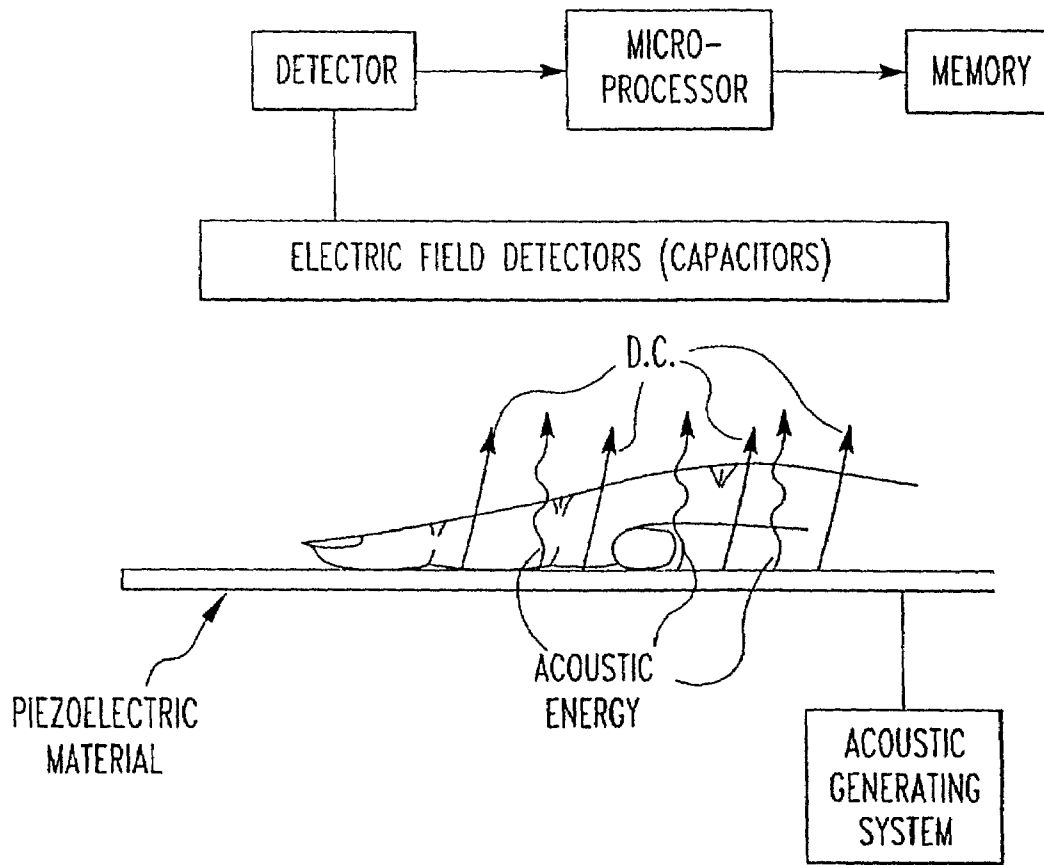 DETECTOR
MICRO-
PROCESSOR
MEMORY
ELECTRIC FIELD DETECTORS (CAPACITORS)
D.C.
ACOUSTIC
ENERGY
PIEZOELECTRIC
MATERIAL
ACOUSTIC
GENERATING
SYSTEM